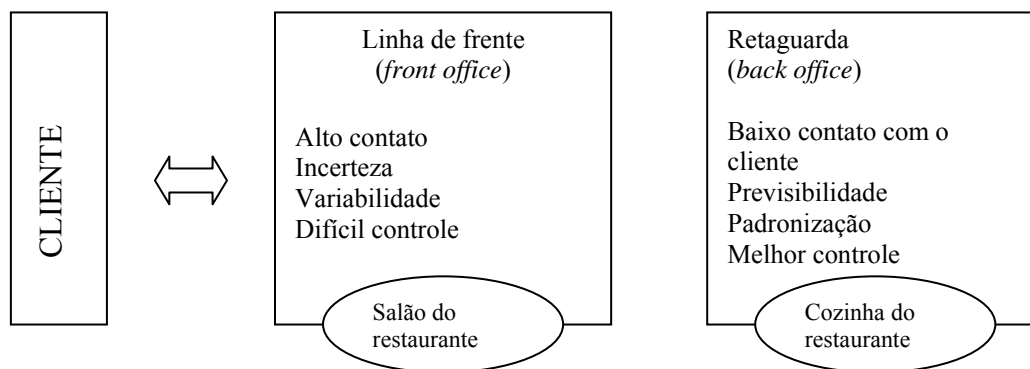 CLIENTE
Linha de frente
(front office)
Alto contato
Incerteza
Variabilidade
Difícil controle
Salão do
restaurante
Retaguarda
(back office)
Baixo contato com o
cliente
Previsibilidade
Padronização
Melhor controle
Cozinha do
restaurante